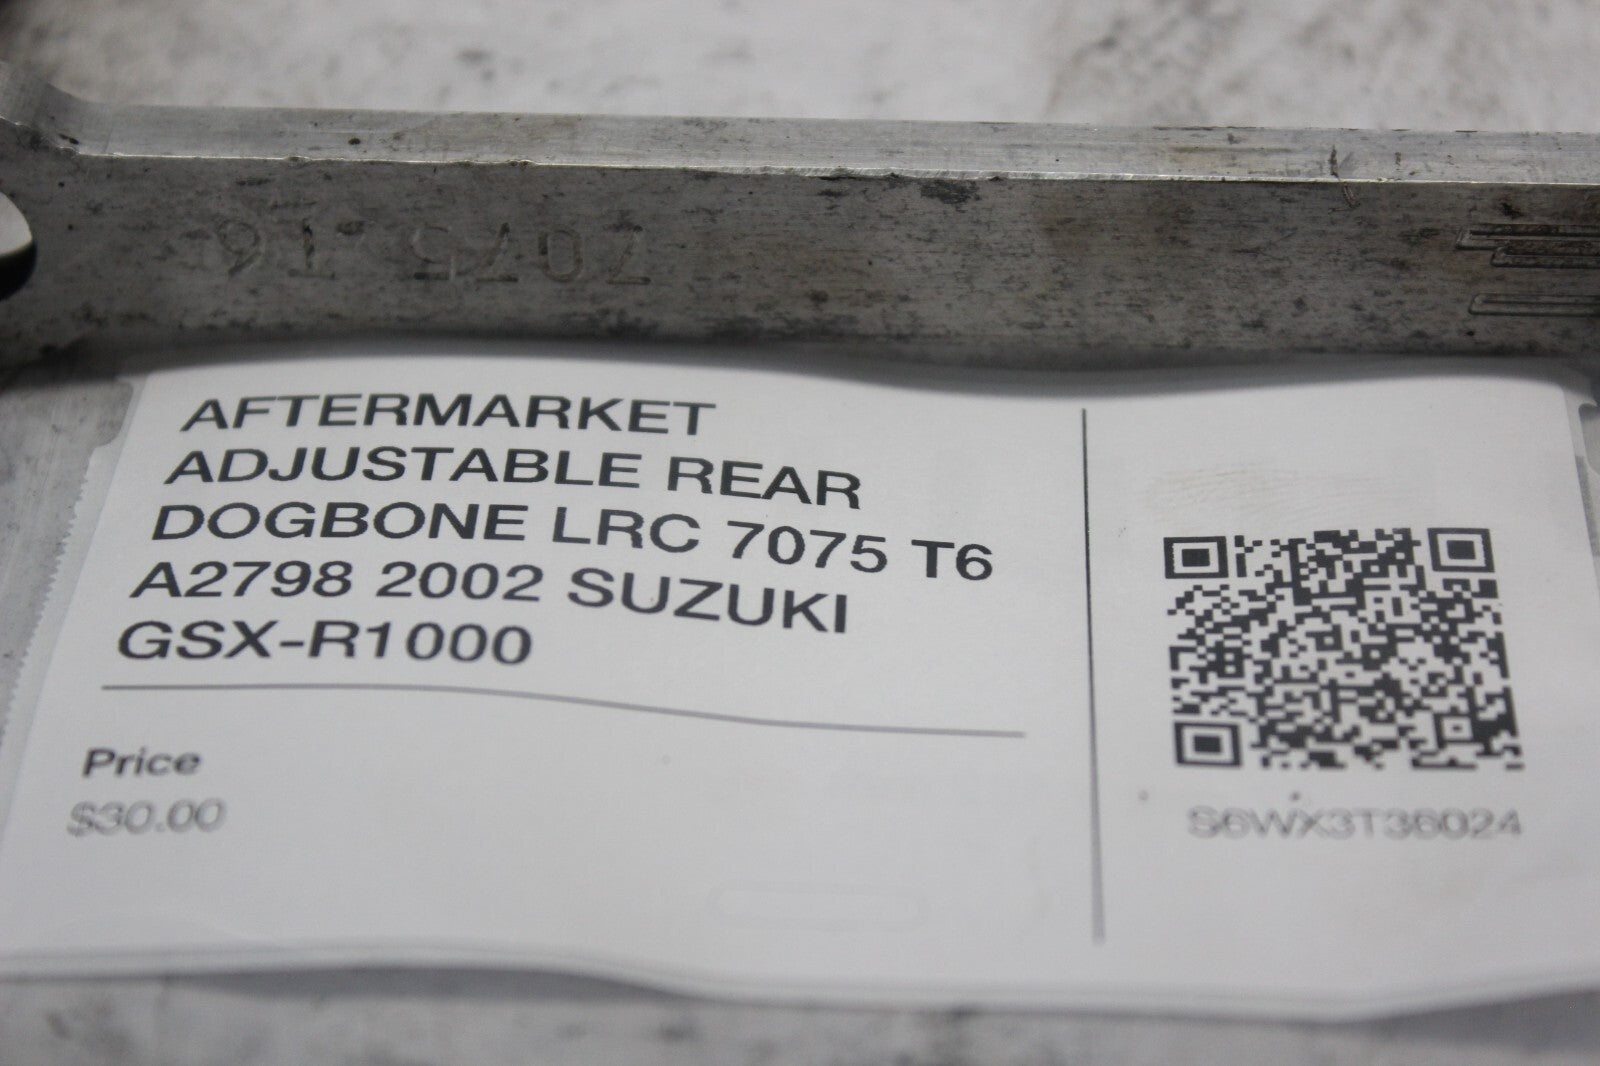 7075.T6
AFTERMARKET
ADJUSTABLE REAR
DOGBONE LRC 7075 T6
A2798 2002 SUZUKI
GSX-R1000
Price
$30.00
S6WX3T36024